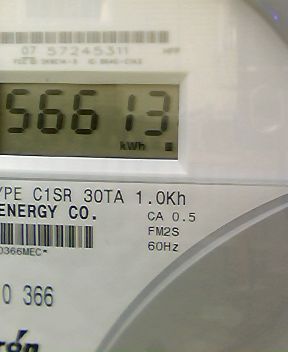 07 57245311
56613
kWh
YPE C1SR 30TA 1.0Kh
ENERGY CO.
CA 0.5
FM2S
60Hz
0366MEC*
0 366
rón